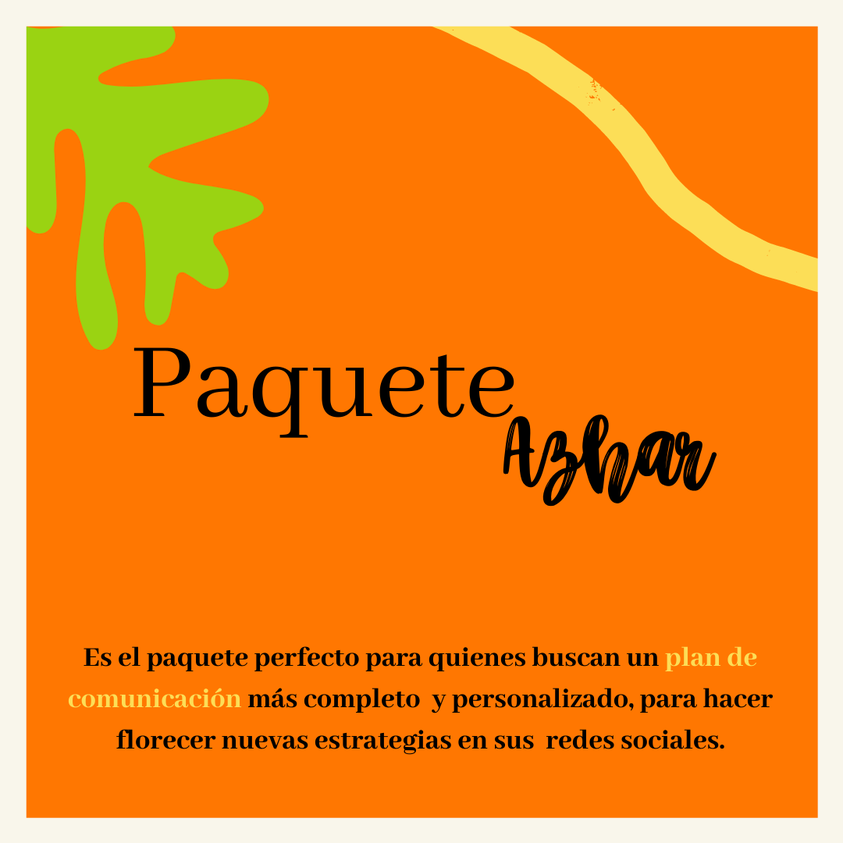 Paquete
Azhar
Es el paquete perfecto para quienes buscan un plan de
comunicación más completo y personalizado, para hacer
florecer nuevas estrategias en sus redes sociales.